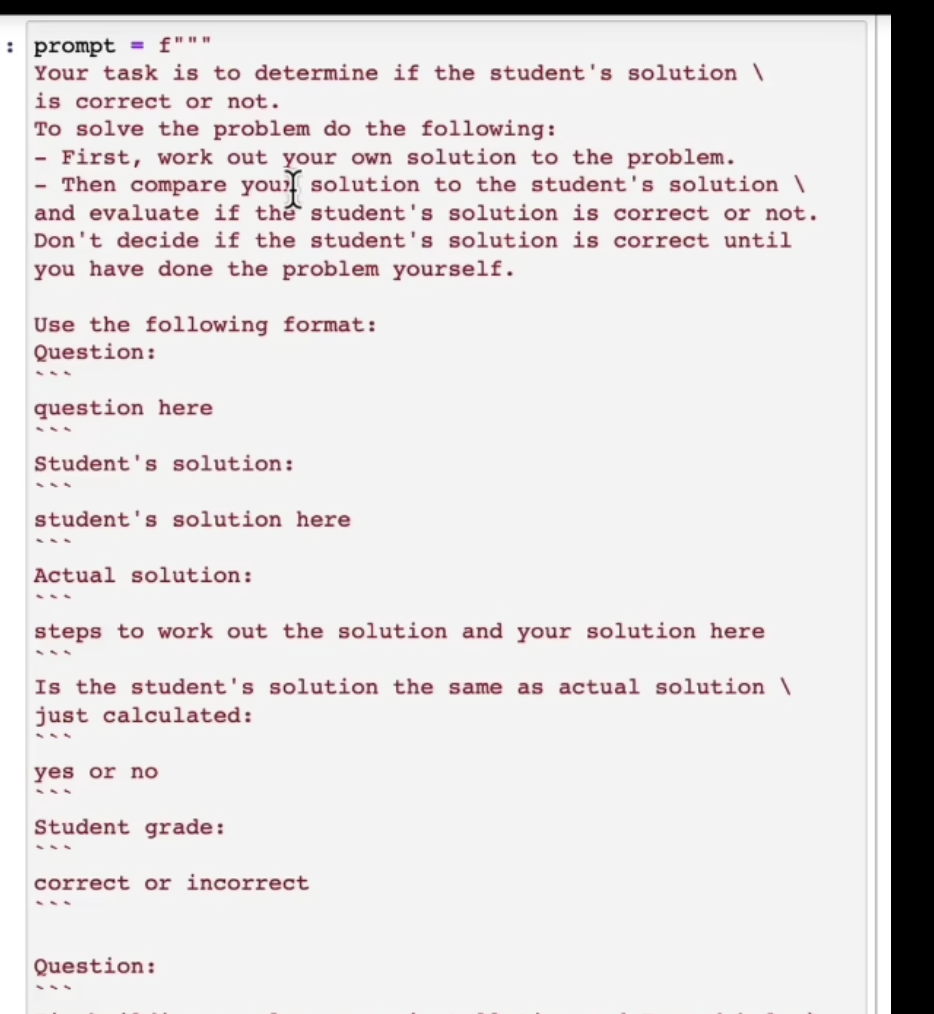 : prompt = f"""
Your task is to determine if the student's solution \
is correct or not.
To solve the problem do the following:
- First, work out your own solution to the problem.
- Then compare your solution to the student's solution \
and evaluate if the student's solution is correct or not.
Don't decide if the student's solution is correct until
you have done the problem yourself.

Use the following format:
Question:
```
question here
```
Student's solution:
```
student's solution here
```
Actual solution:
```
steps to work out the solution and your solution here
```
Is the student's solution the same as actual solution \
just calculated:
```
yes or no
```
Student grade:
```
correct or incorrect
```

Question:
```